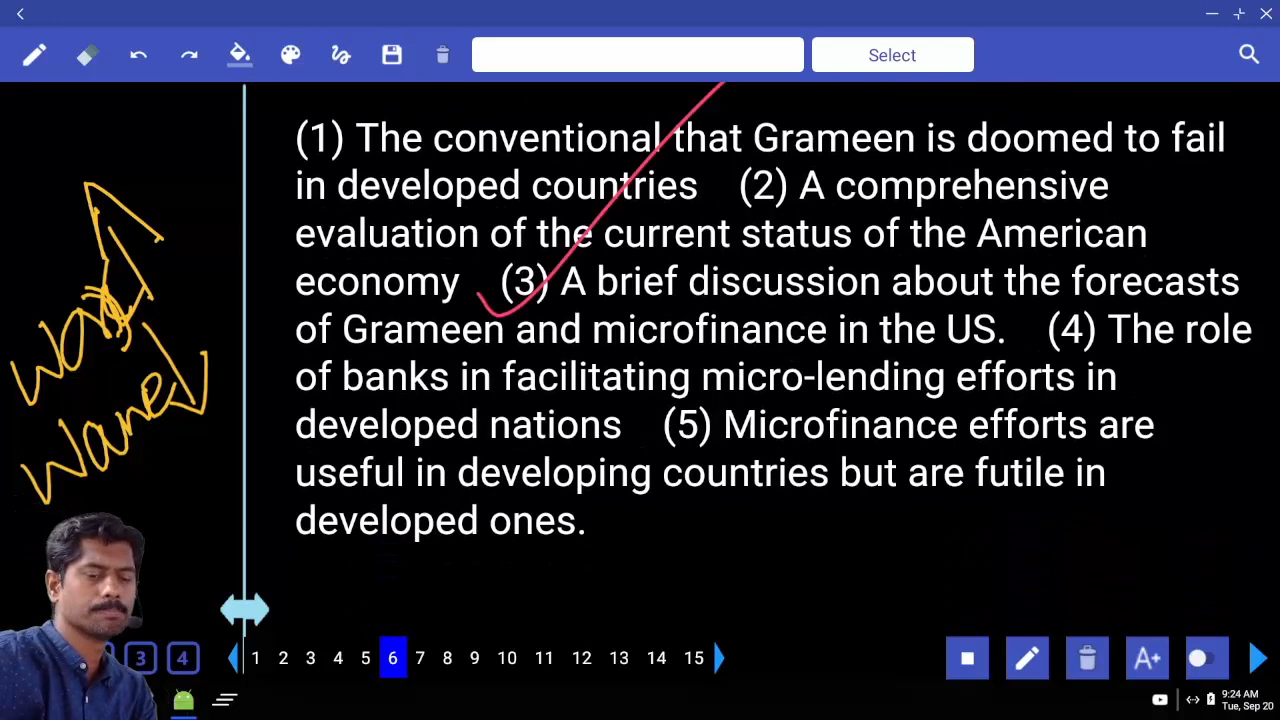 Select
(1) The conventional that Grameen is doomed to fail
in developed countries (2) A comprehensive
evaluation of the current status of the American
economy (3) A brief discussion about the forecasts
of Grameen and microfinance in the US. (4) The role
of banks in facilitating micro-lending efforts in
developed nations (5) Microfinance efforts are
useful in developing countries but are futile in
developed ones.
Wax
Wane
3 4 1 2 3 4 5 6 7 8 9 10 11 12 13 14 15 A+
9:24 AM
Tue, Sep 20